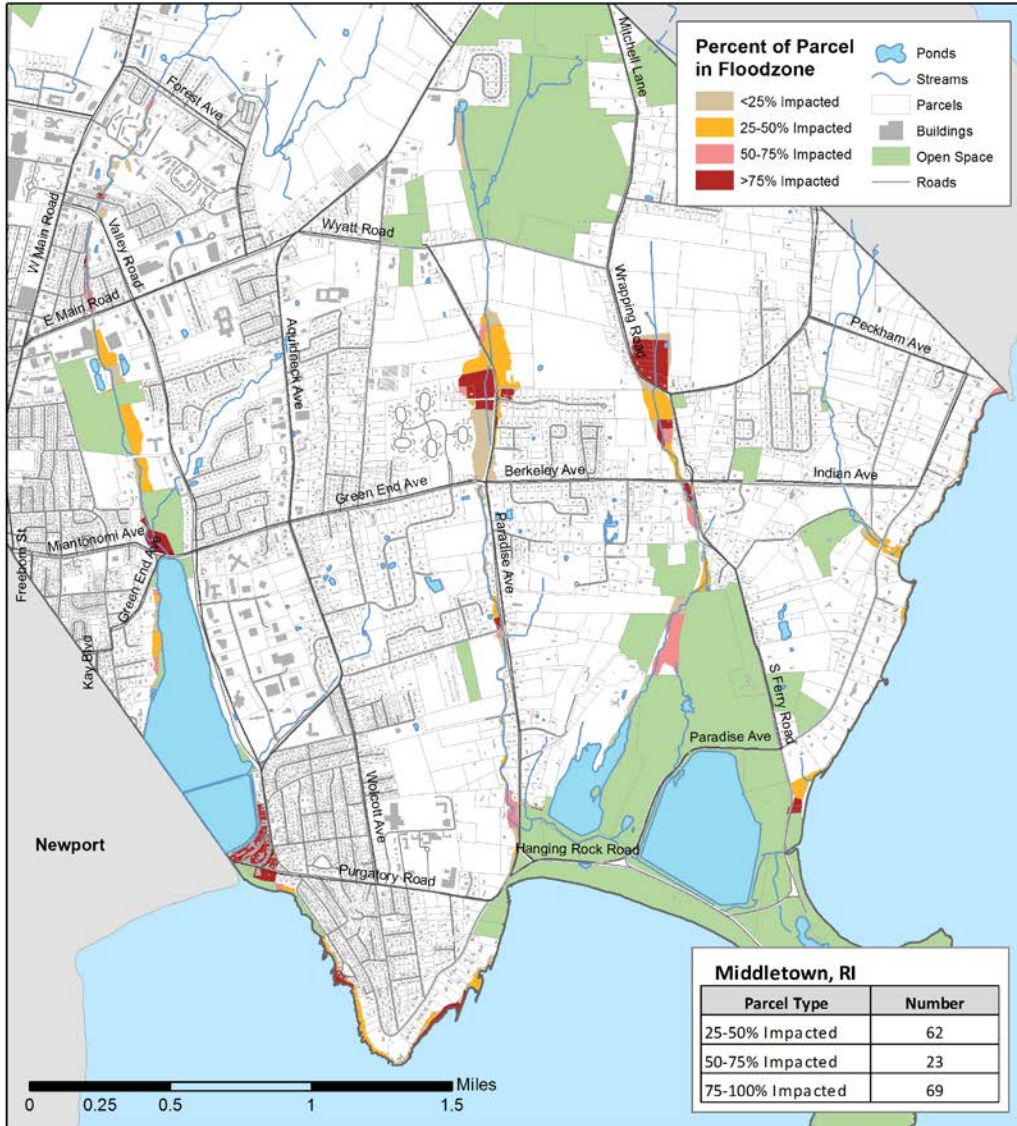 Percent of Parcel
in Floodzone
<25% Impacted
25-50% Impacted
50-75% Impacted
>75% Impacted
Ponds
Streams
Parcels
Buildings
Open Space
Roads
Mitchell Lane
Forest Ave
W Main Road
Valley Road
Wyatt Road
E Main Road
Aquidneck Ave
Wrapping Road
Peckham Ave
Berkeley Ave
Indian Ave
Green End Ave
Miantonomi Ave
Freeborn St
Green End Ave
Paradise Ave
Kay Blvd
S Ferry Road
Paradise Ave
Wolcott Ave
Newport
Hanging Rock Road
Purgatory Road
Middletown, RI
Parcel Type Number
25-50% Impacted 62
50-75% Impacted 23
75-100% Impacted 69
Miles
0 0.25 0.5 1 1.5